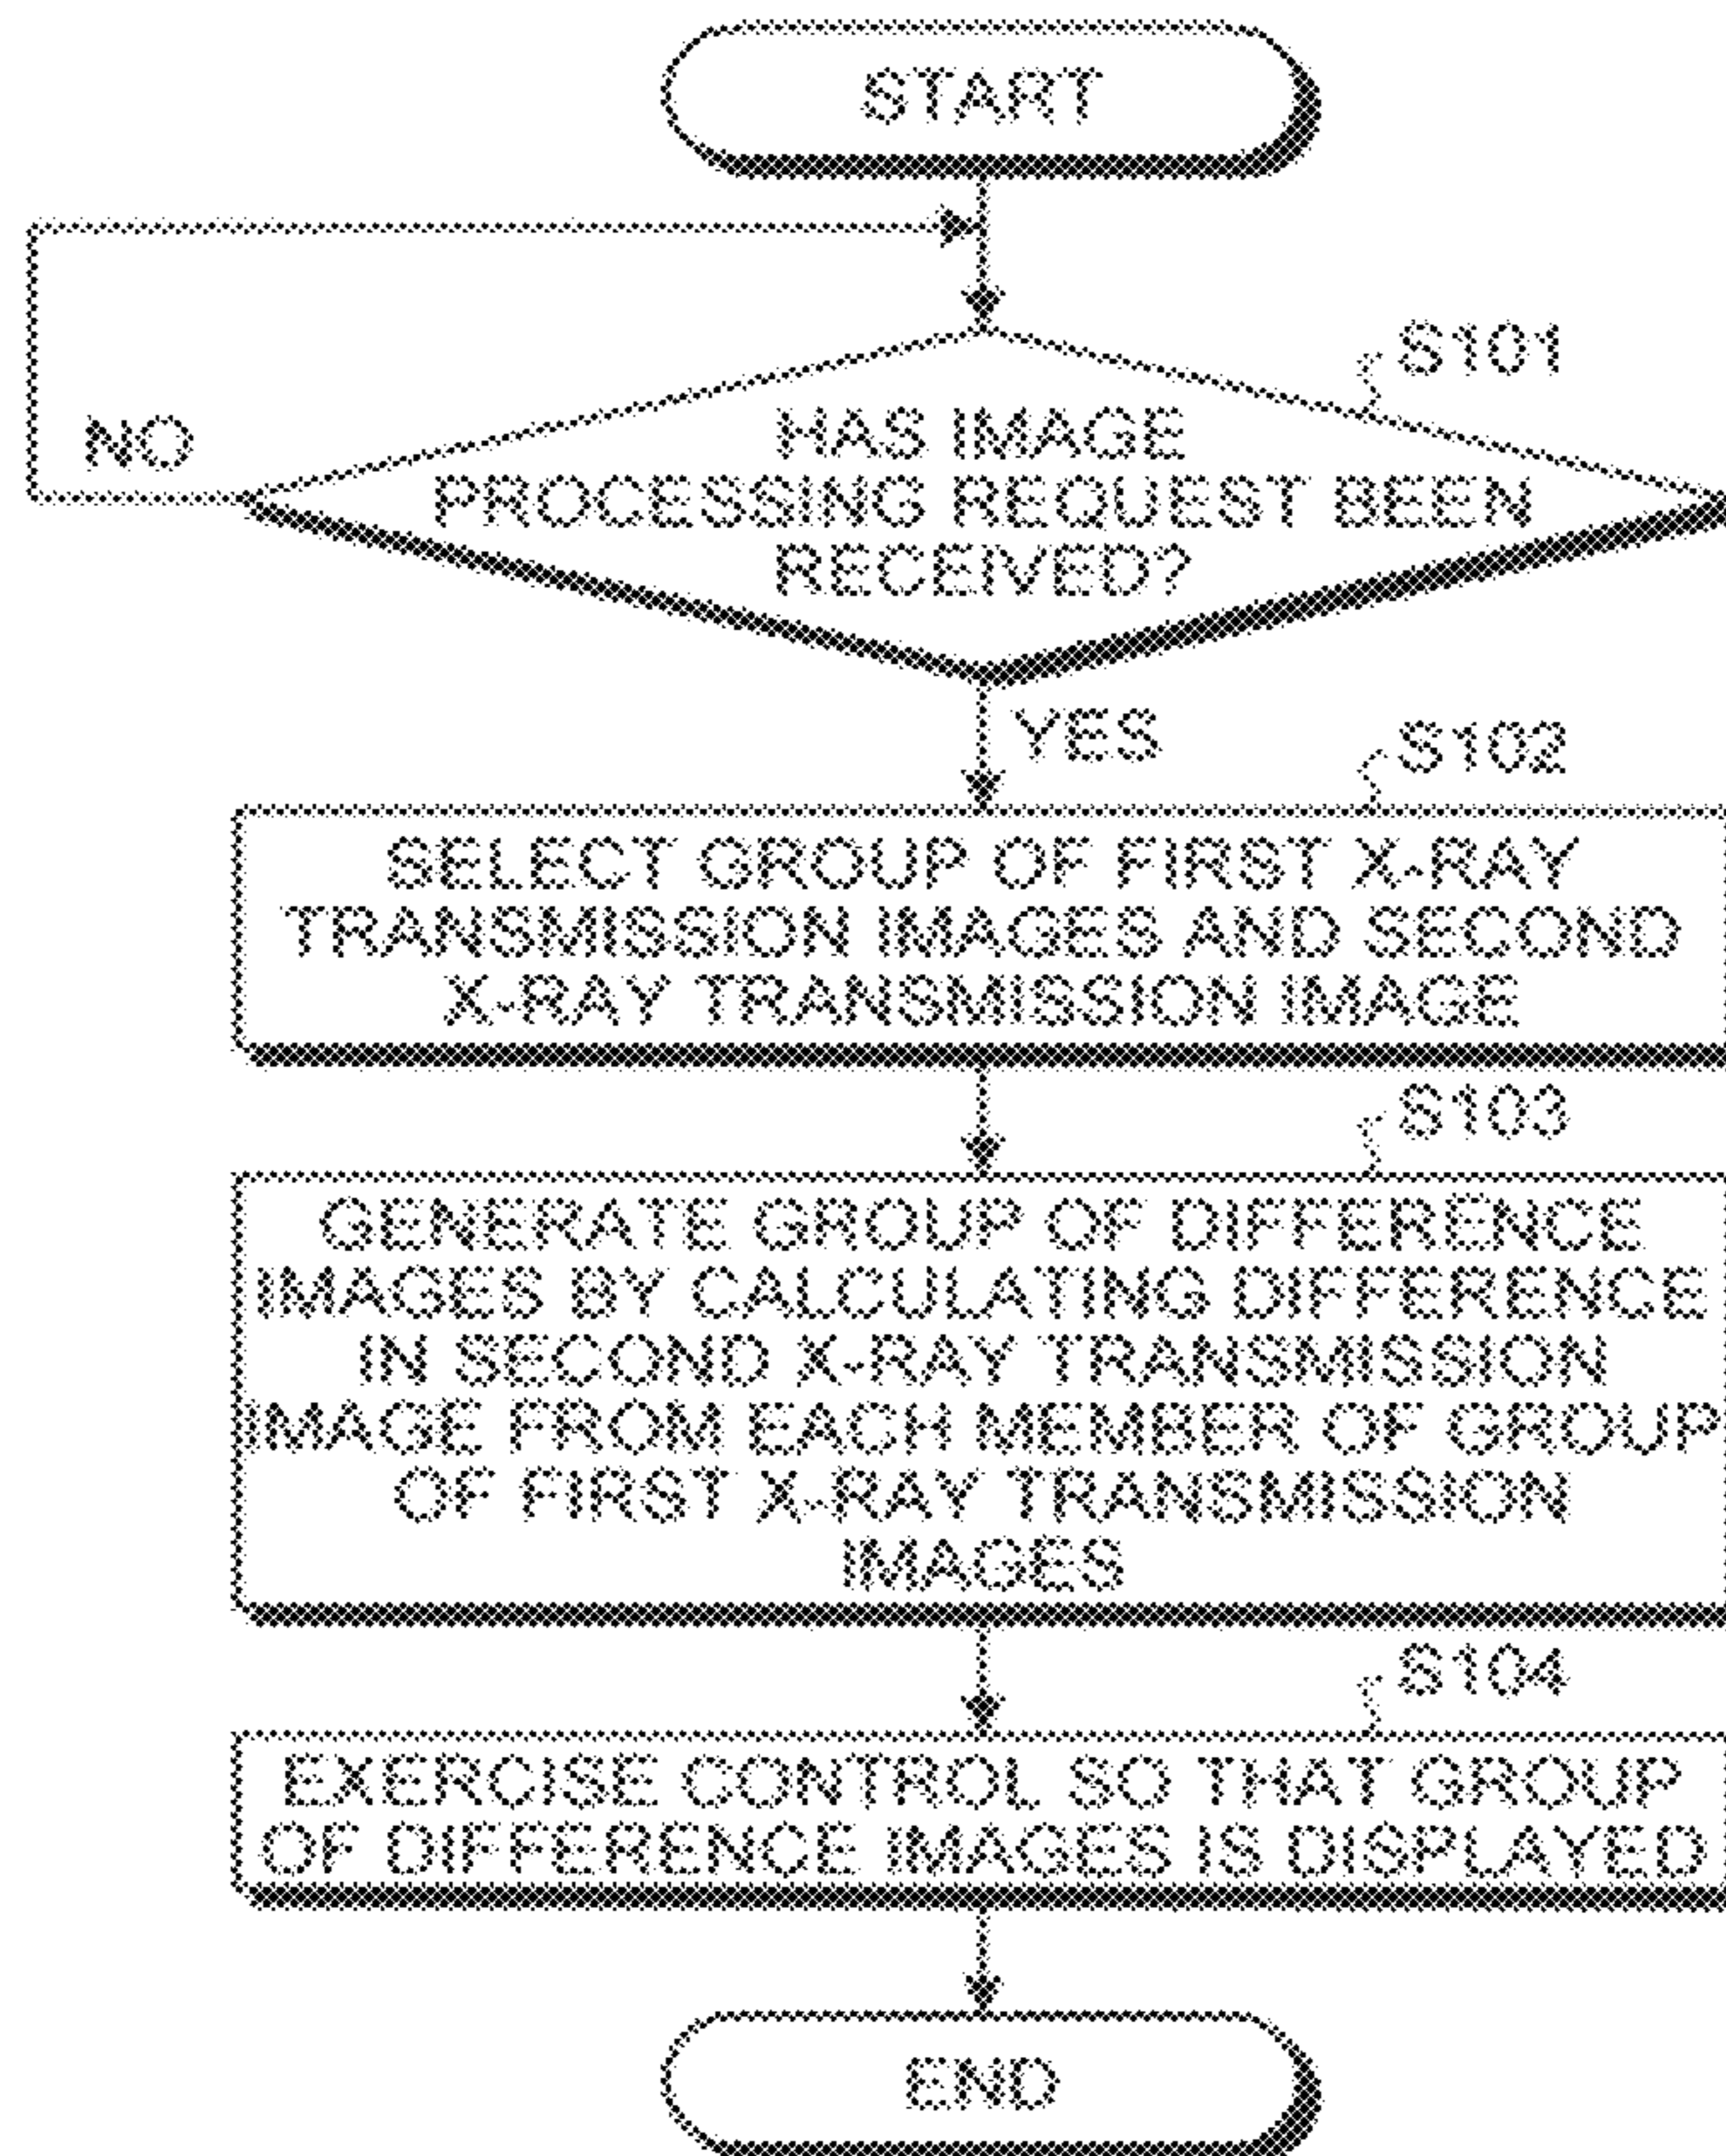 START
S101
NO
HAS IMAGE
PROCESSING REQUEST BEEN
RECEIVED?
YES
S102
SELECT GROUP OF FIRST X-RAY
TRANSMISSION IMAGES AND SECOND
X-RAY TRANSMISSION IMAGE
S103
GENERATE GROUP OF DIFFERENCE
IMAGES BY CALCULATING DIFFERENCE
IN SECOND X-RAY TRANSMISSION
IMAGE FROM EACH MEMBER OF GROUP
OF FIRST X-RAY TRANSMISSION
IMAGES
S104
EXERCISE CONTROL SO THAT GROUP
OF DIFFERENCE IMAGES IS DISPLAYED
END